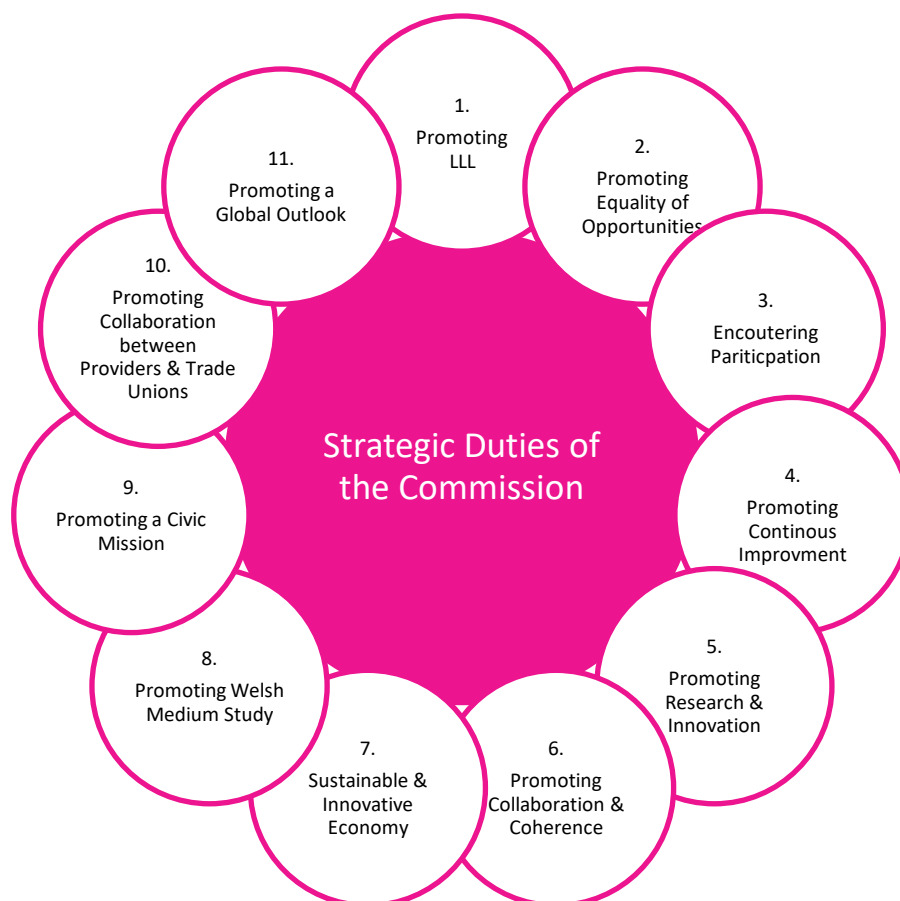 1.
Promoting
LLL
2.
Promoting
Equality of
Opportunities
3.
Encoutering
Pariticpation
4.
Promoting
Continous
Improvment
5.
Promoting
Research &
Innovation
6.
Promoting
Collaboration &
Coherence
7.
Sustainable &
Innovative
Economy
8.
Promoting Welsh
Medium Study
9.
Promoting a Civic
Mission
10.
Promoting
Collaboration
between
Providers & Trade
Unions
11.
Promoting a
Global Outlook
Strategic Duties of
the Commission